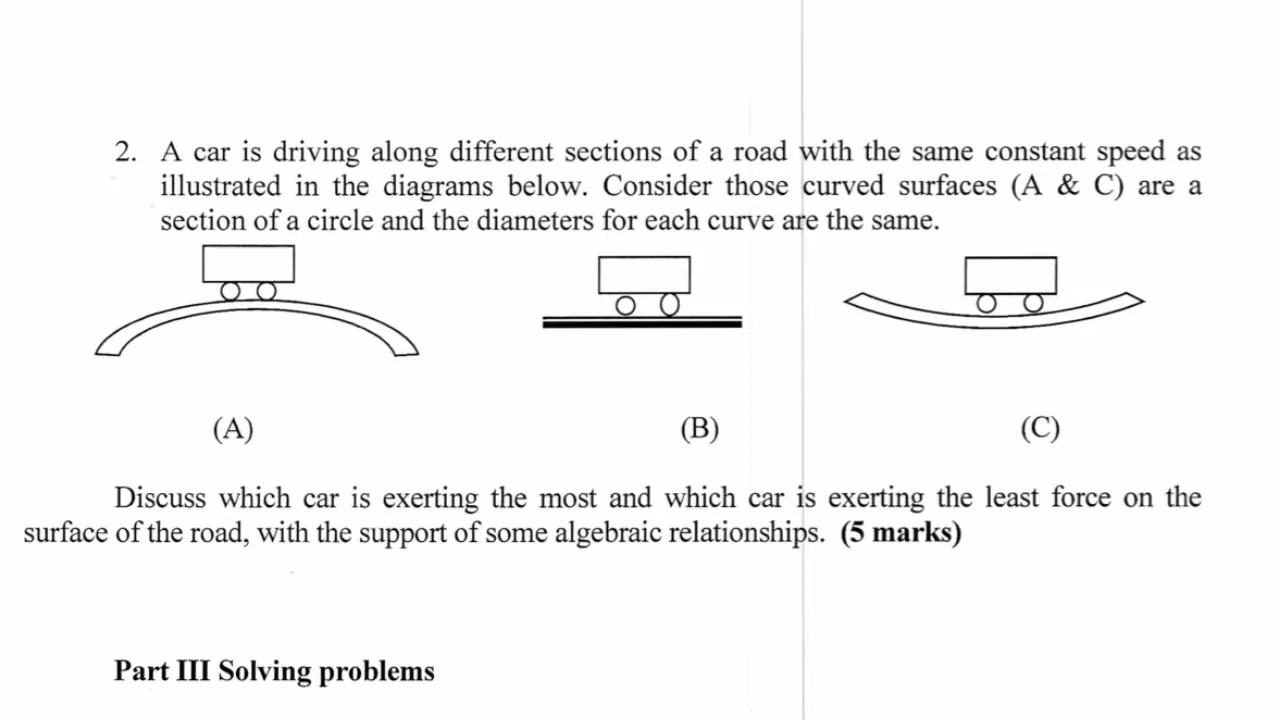 2. A car is driving along different sections of a road with the same constant speed as
illustrated in the diagrams below. Consider those curved surfaces (A & C) are a
section of a circle and the diameters for each curve are the same.
(A) (B) (C)
Discuss which car is exerting the most and which car is exerting the least force on the
surface of the road, with the support of some algebraic relationships. (5 marks)
Part III Solving problems